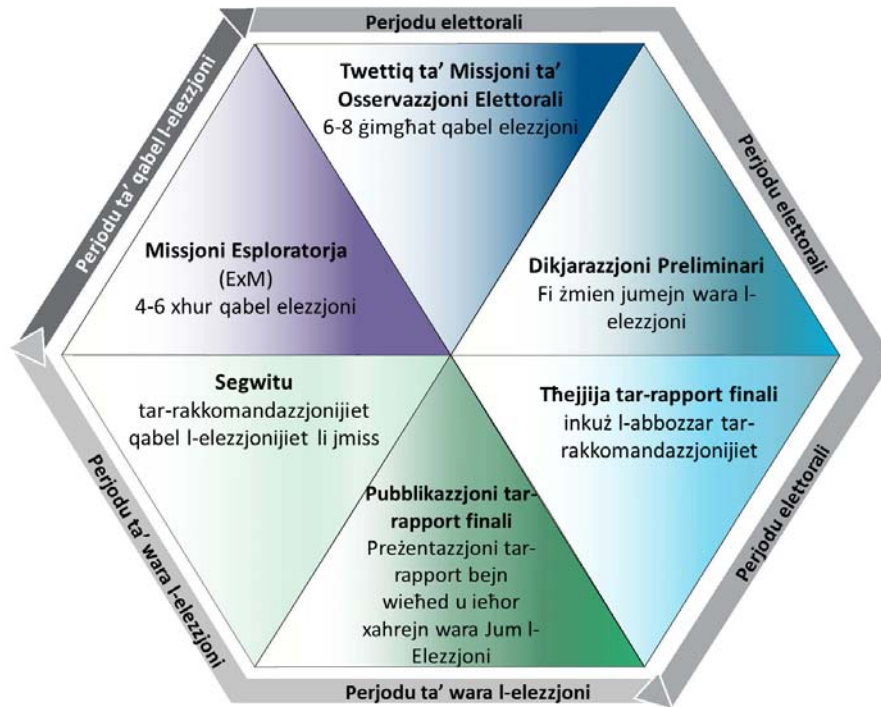 Perjodu elettorali
Perjodu ta' qabel l-elezzjoni
Twettiq ta' Missjoni ta'
Osservazzjoni Elettorali
6-8 ġimgħat qabel elezzjoni
Perjodu elettorali
Missjoni Esploratorja
(ExM)
4-6 xhur qabel elezzjoni
Dikjarazzjoni Preliminari
Fi żmien jumejn wara l-
elezzjoni
Segwitu
tar-rakkomandazzjonijiet
qabel l-elezzjonijiet li jmiss
Tħejjija tar-rapport finali
inkuż l-abbozzar tar-
rakkomandazzjonijiet
Pubblikazzjoni tar-
rapport finali
Preżentazzjoni tar-
rapport bejn
wieħed u ieħor
xahrejn wara Jum l-
Elezzjoni
Perjodu ta' wara l-elezzjoni
Perjodu elettorali
Perjodu ta' wara l-elezzjoni